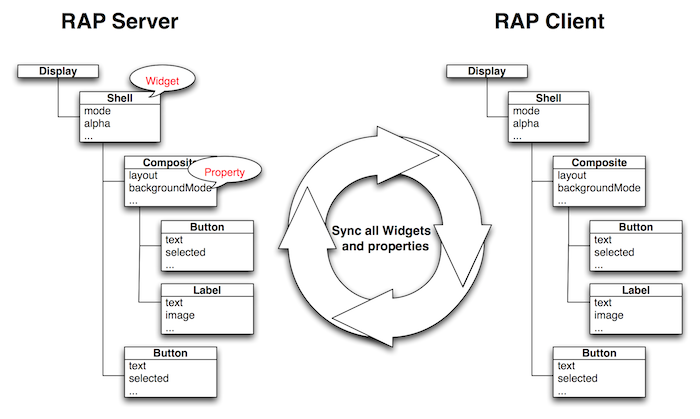 RAP Server
Display
Widget
Shell
mode
alpha
...
Composite
Property
layout
backgroundMode
...
Button
text
selected
...
Label
text
image
...
Button
text
selected
...
Sync all Widgets
and properties
RAP Client
Display
Shell
mode
alpha
...
Composite
layout
backgroundMode
...
Button
text
selected
...
Label
text
image
...
Button
text
selected
...